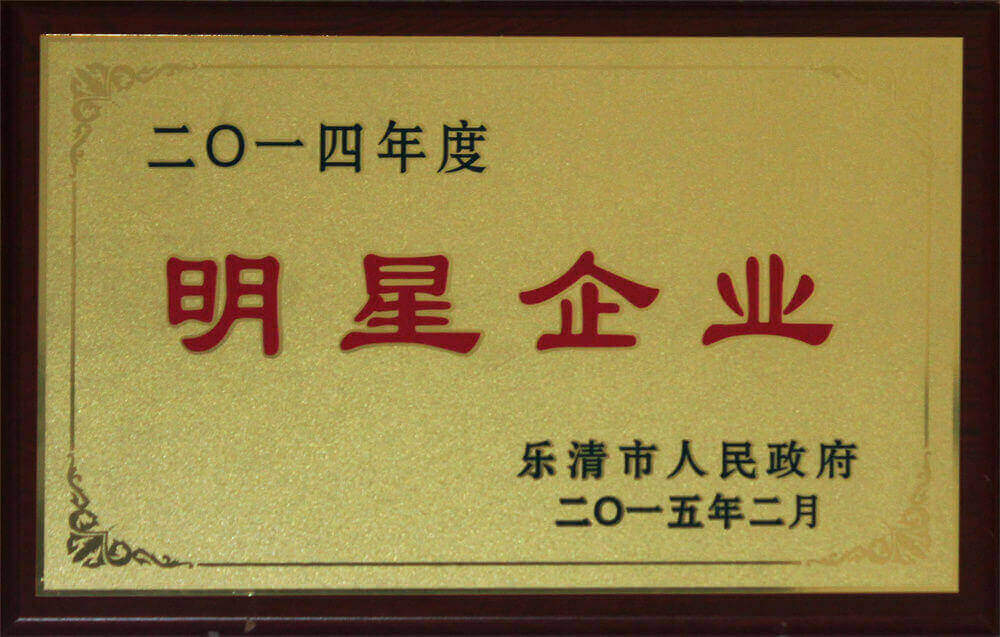 二〇一四年度
明星企业
乐清市人民政府
二〇一五年二月